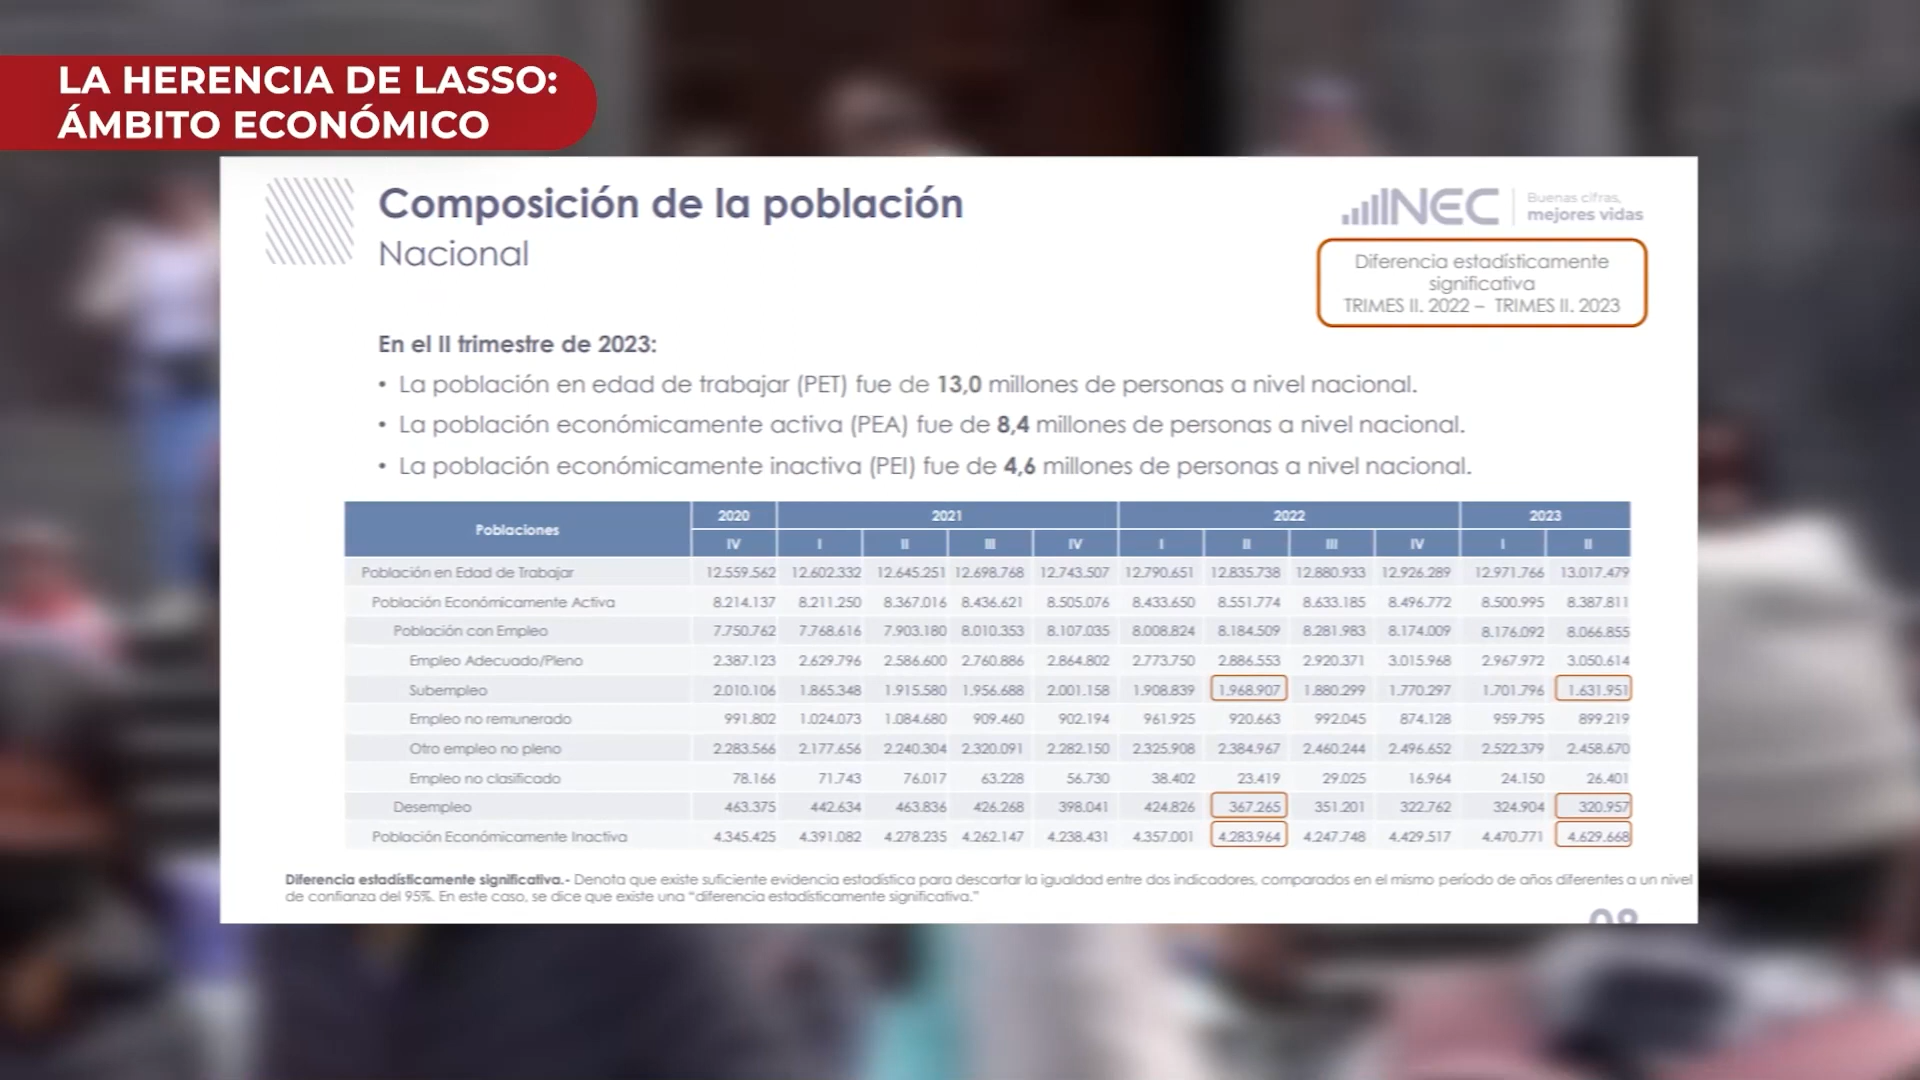 LA HERENCIA DE LASSO:
ÁMBITO ECONÓMICO
Composición de la población
Nacional
INEC
Buenas cifras,
mejores vidas
Diferencia estadísticamente
significativa
TRIMES II. 2022 – TRIMES II. 2023
En el II trimestre de 2023:
• La población en edad de trabajar (PET) fue de 13,0 millones de personas a nivel nacional.
• La población económicamente activa (PEA) fue de 8,4 millones de personas a nivel nacional.
• La población económicamente inactiva (PEI) fue de 4,6 millones de personas a nivel nacional.
Poblaciones 2020 2021 2022 2023
IV I II III IV I II III IV I II
Población en Edad de Trabajar 12.559.562 12.602.332 12.645.251 12.698.768 12.743.507 12.790.651 12.835.738 12.880.933 12.926.289 12.971.766 13.017.479
Población Económicamente Activa 8.214.137 8.211.250 8.367.016 8.436.621 8.505.076 8.433.650 8.551.774 8.633.185 8.496.772 8.500.995 8.387.811
Población con Empleo 7.750.762 7.768.616 7.903.180 8.010.353 8.107.035 8.008.824 8.184.509 8.281.983 8.174.009 8.176.092 8.066.855
Empleo Adecuado/Pleno 2.387.123 2.629.796 2.586.600 2.760.886 2.864.802 2.773.750 2.886.553 2.920.371 3.015.968 2.967.972 3.050.614
Subempleo 2.010.106 1.865.348 1.915.580 1.956.688 2.001.158 1.908.839 1.968.907 1.880.299 1.770.297 1.701.796 1.631.951
Empleo no remunerado 991.802 1.024.073 1.084.680 909.460 902.194 961.925 920.663 992.045 874.128 959.795 899.219
Otro empleo no pleno 2.283.566 2.177.656 2.240.304 2.320.091 2.282.150 2.325.908 2.384.967 2.460.244 2.496.652 2.522.379 2.458.670
Empleo no clasificado 78.166 71.743 76.017 63.228 56.730 38.402 23.419 29.025 16.964 24.150 26.401
Desempleo 463.375 442.634 463.836 426.268 398.041 424.826 367.265 351.201 322.762 324.904 320.957
Población Económicamente Inactiva 4.345.425 4.391.082 4.278.235 4.262.147 4.238.431 4.357.001 4.283.964 4.247.748 4.429.517 4.470.771 4.629.668
Diferencia estadísticamente significativa.- Denota que existe suficiente evidencia estadística para descartar la igualdad entre dos indicadores, comparados en el mismo período de años diferentes a un nivel
de confianza del 95%. En este caso, se dice que existe una “diferencia estadísticamente significativa.”